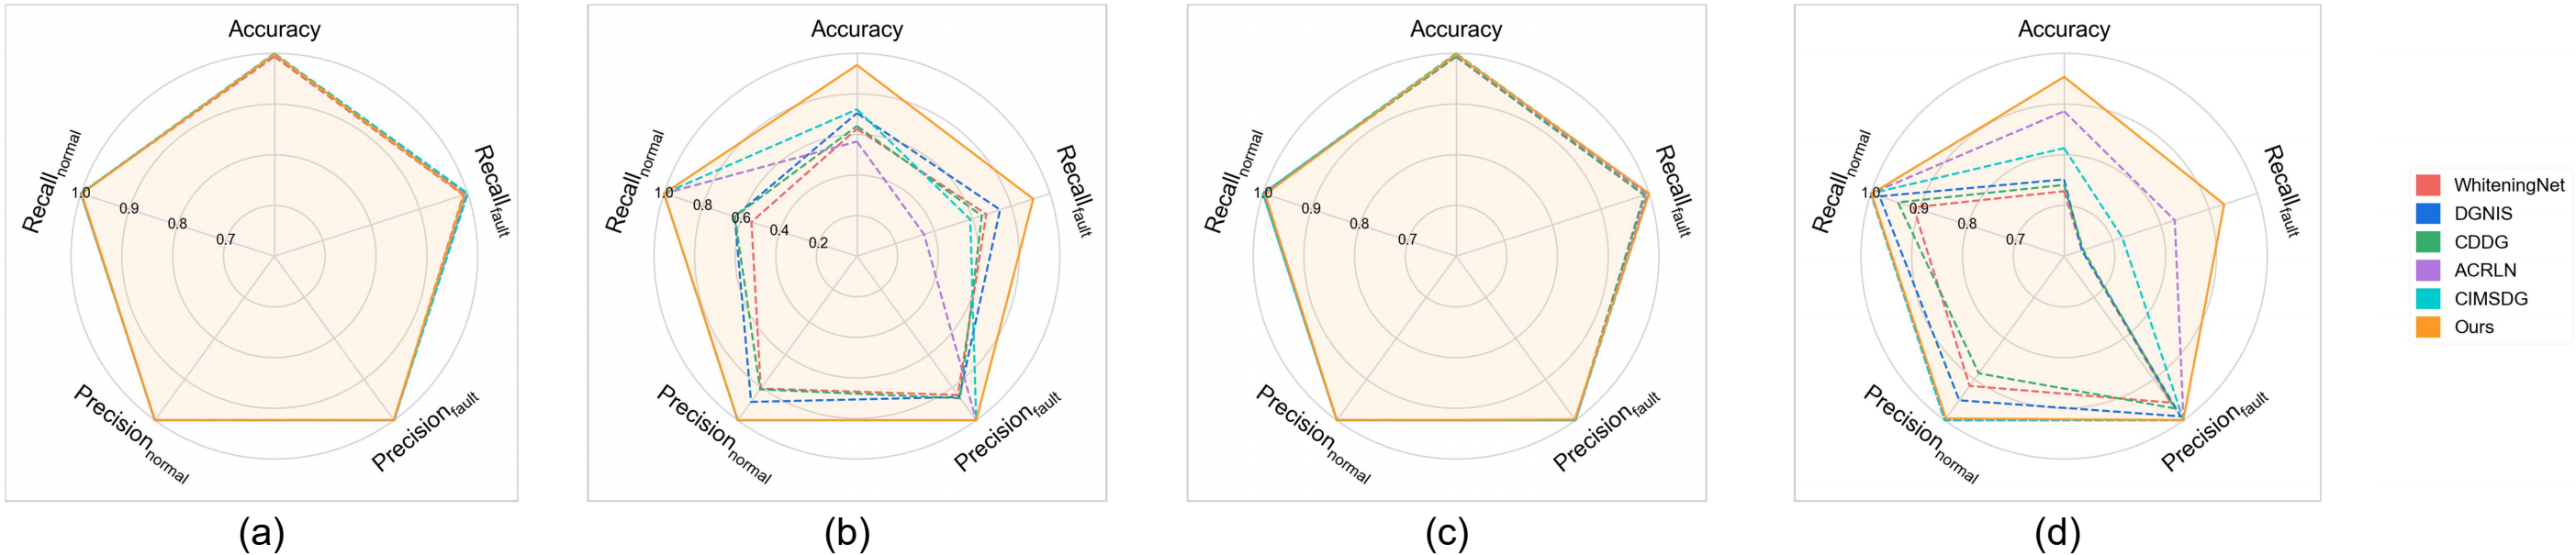 Accuracy
Recall normal
Recall fault
1.0
0.9
0.8
0.7
Precision normal
Precision fault
(a)
Accuracy
Recall normal
Recall fault
1.0
0.8
0.6
0.4
0.2
Precision normal
Precision fault
(b)
Accuracy
Recall normal
Recall fault
1.0
0.9
0.8
0.7
Precision normal
Precision fault
(c)
Accuracy
Recall normal
Recall fault
1.0
0.9
0.8
0.7
Precision normal
Precision fault
(d)
WhiteningNet
DGNIS
CDDG
ACRLN
CIMSDG
Ours